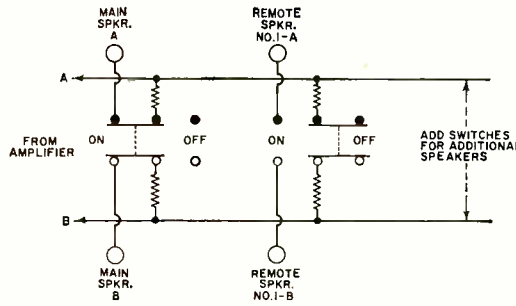 MAIN
SPKR.
A
REMOTE
SPKR.
NO.1-A
A
FROM
AMPLIFIER
ON
OFF
ON
OFF
ADD SWITCHES
FOR ADDITIONAL
SPEAKERS
B
MAIN
SPKR.
B
REMOTE
SPKR.
NO.1-B